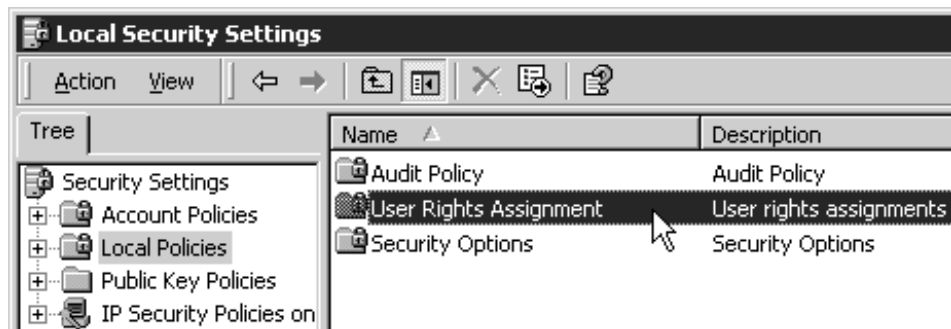 Local Security Settings
Action View
Tree
Name Description
Security Settings
Account Policies
Local Policies
Public Key Policies
IP Security Policies on
Audit Policy Audit Policy
User Rights Assignment User rights assignments
Security Options Security Options